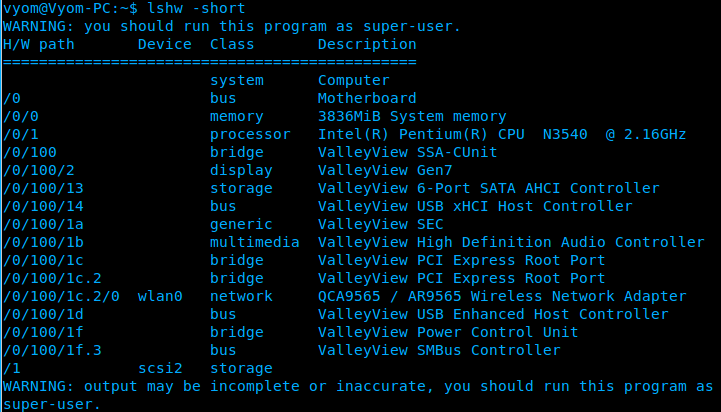 vyom@Vyom-PC:~$ lshw -short
WARNING: you should run this program as super-user.
H/W path       Device  Class       Description
==============================================
                       system      Computer
/0                     bus         Motherboard
/0/0                   memory      3836MiB System memory
/0/1                   processor   Intel(R) Pentium(R) CPU  N3540  @ 2.16GHz
/0/100                 bridge      ValleyView SSA-CUnit
/0/100/2               display     ValleyView Gen7
/0/100/13              storage     ValleyView 6-Port SATA AHCI Controller
/0/100/14              bus         ValleyView USB xHCI Host Controller
/0/100/1a              generic     ValleyView SEC
/0/100/1b              multimedia  ValleyView High Definition Audio Controller
/0/100/1c              bridge      ValleyView PCI Express Root Port
/0/100/1c.2            bridge      ValleyView PCI Express Root Port
/0/100/1c.2/0  wlan0   network     QCA9565 / AR9565 Wireless Network Adapter
/0/100/1d              bus         ValleyView USB Enhanced Host Controller
/0/100/1f              bridge      ValleyView Power Control Unit
/0/100/1f.3            bus         ValleyView SMBus Controller
/1             scsi2   storage
WARNING: output may be incomplete or inaccurate, you should run this program as
super-user.